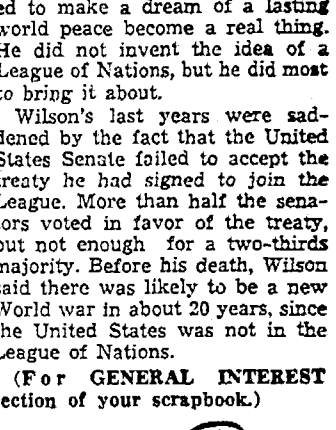 ed to make a dream of a lasting
world peace become a real thing.
He did not invent the idea of a
League of Nations, but he did most
to bring it about.
Wilson's last years were sad-
dened by the fact that the United
States Senate failed to accept the
treaty he had signed to join the
League. More than half the sena-
tors voted in favor of the treaty,
but not enough for a two-thirds
majority. Before his death, Wilson
said there was likely to be a new
World war in about 20 years, since
the United States was not in the
League of Nations.
(For GENERAL INTEREST
ection of your scrapbook.)